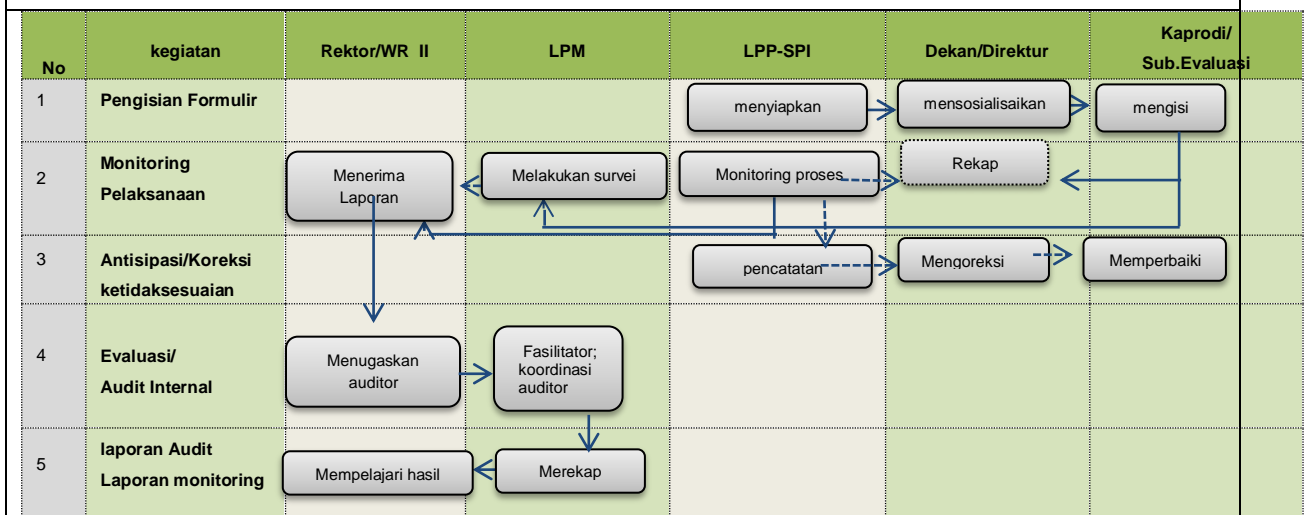 No
kegiatan
Rektor/WR II
LPM
LPP-SPI
Dekan/Direktur
Kaprodi/
Sub.Evaluasi
1
Pengisian Formulir
menyiapkan
mensosialisaikan
mengisi
2
Monitoring
Pelaksanaan
Menerima
Laporan
Melakukan survei
Monitoring proses
Rekap
3
Antisipasi/Koreksi
ketidaksesuaian
pencatatan
Mengoreksi
Memperbaiki
4
Evaluasi/
Audit Internal
Menugaskan
auditor
Fasilitator;
koordinasi
auditor
5
laporan Audit
Laporan monitoring
Mempelajari hasil
Merekap